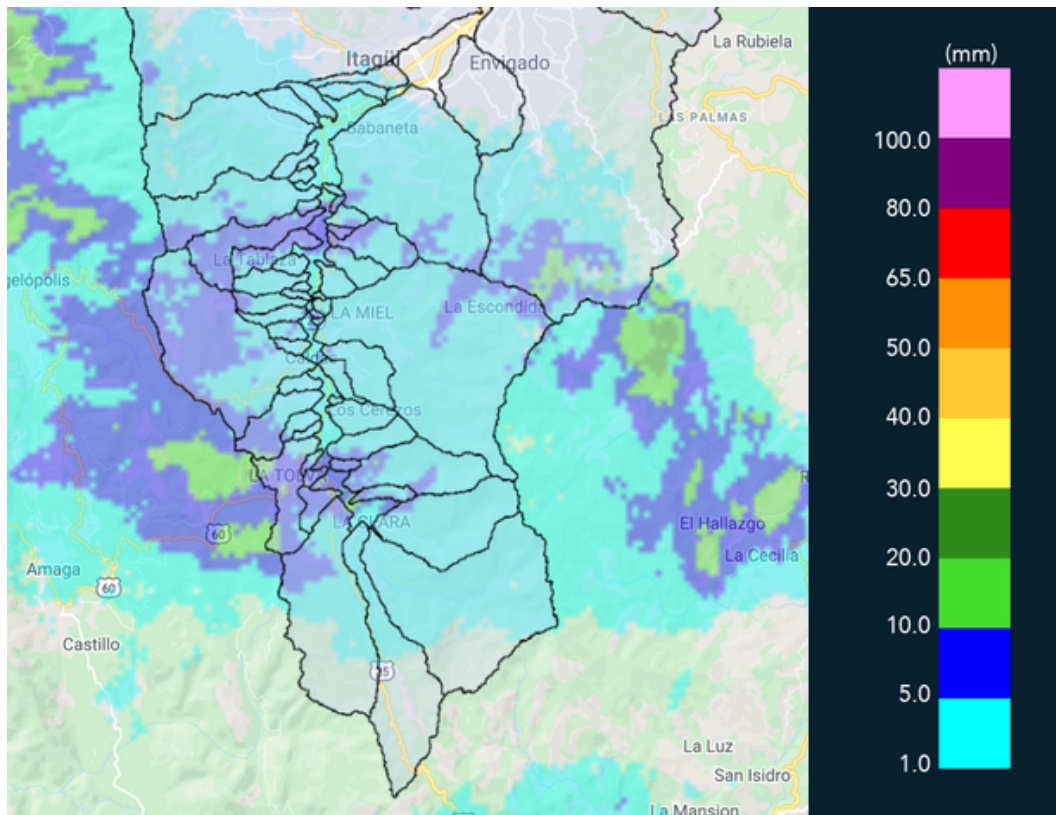 La Rubiela
Itagüí
Envigado
(mm)
LAS PALMAS
Sabaneta
100.0
80.0
La Tablaza
65.0
gelópolis
La Escondida
LA MIEL
50.0
Caldas
40.0
Los Cerezos
30.0
LA TOLVA
R
LA CLARA
El Hallazgo
60
20.0
La Cecilia
Amaga
60
10.0
Castillo
25
5.0
La Luz
1.0
San Isidro
La Mansion